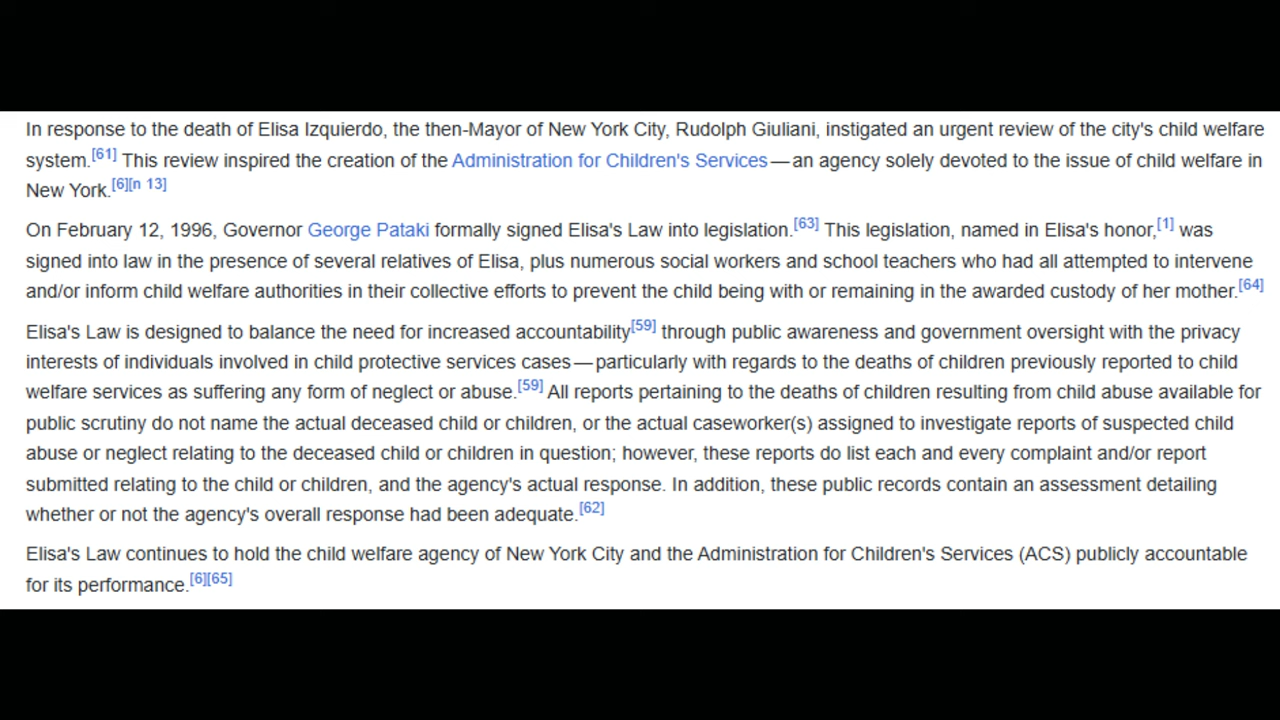 In response to the death of Elisa Izquierdo, the then-Mayor of New York City, Rudolph Giuliani, instigated an urgent review of the city's child welfare
system.[61] This review inspired the creation of the Administration for Children's Services—an agency solely devoted to the issue of child welfare in
New York.[6][n 13]
On February 12, 1996, Governor George Pataki formally signed Elisa's Law into legislation.[63] This legislation, named in Elisa's honor,[1] was
signed into law in the presence of several relatives of Elisa, plus numerous social workers and school teachers who had all attempted to intervene
and/or inform child welfare authorities in their collective efforts to prevent the child being with or remaining in the awarded custody of her mother.[64]
Elisa's Law is designed to balance the need for increased accountability[59] through public awareness and government oversight with the privacy
interests of individuals involved in child protective services cases—particularly with regards to the deaths of children previously reported to child
welfare services as suffering any form of neglect or abuse.[59] All reports pertaining to the deaths of children resulting from child abuse available for
public scrutiny do not name the actual deceased child or children, or the actual caseworker(s) assigned to investigate reports of suspected child
abuse or neglect relating to the deceased child or children in question; however, these reports do list each and every complaint and/or report
submitted relating to the child or children, and the agency's actual response. In addition, these public records contain an assessment detailing
whether or not the agency's overall response had been adequate.[62]
Elisa's Law continues to hold the child welfare agency of New York City and the Administration for Children's Services (ACS) publicly accountable
for its performance.[6][65]